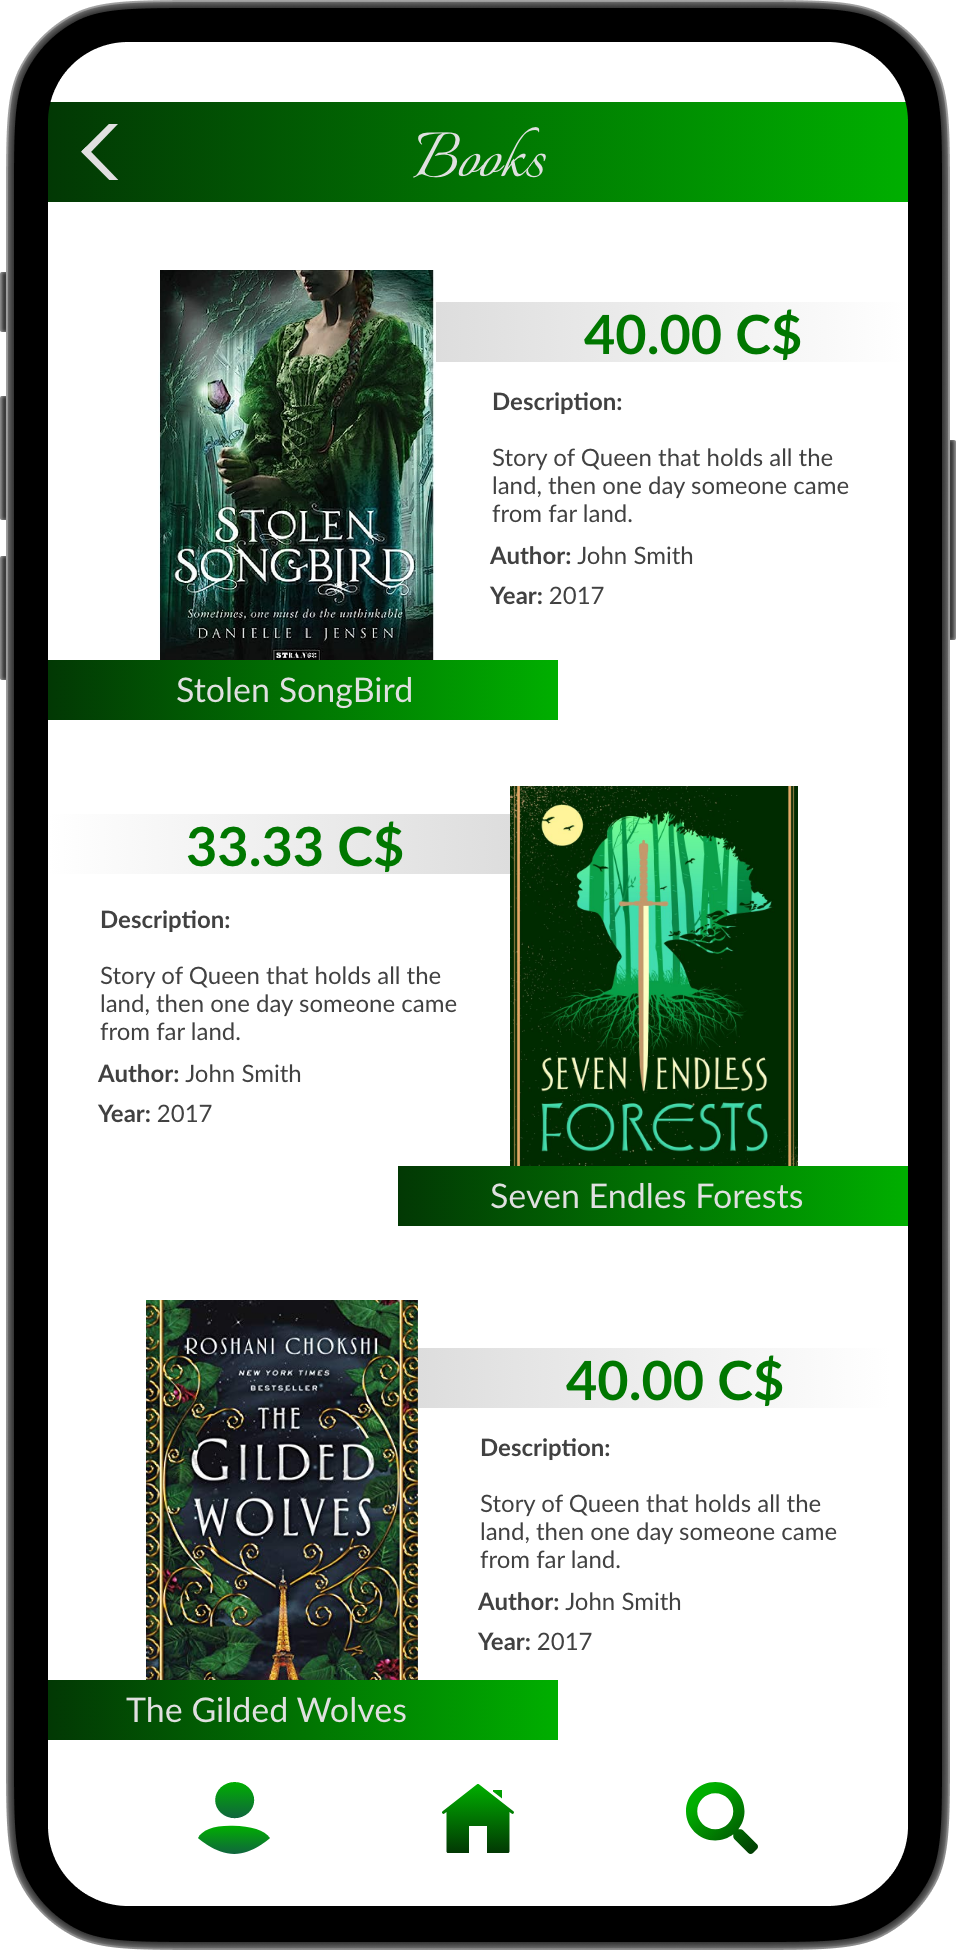 Books
STOLEN
SONGBIRD
Sometimes, one must do the unthinkable
DANIELLE L JENSEN
STRANGE
Stolen SongBird
40.00 C$
Description:
Story of Queen that holds all the
land, then one day someone came
from far land.
Author: John Smith
Year: 2017
33.33 C$
Description:
Story of Queen that holds all the
land, then one day someone came
from far land.
Author: John Smith
Year: 2017
SEVEN ENDLESS
FORESTS
Seven Endles Forests
ROSHANI CHOKSHI
NEW YORK TIMES
BESTSELLER
THE
GILDED
WOLVES
The Gilded Wolves
40.00 C$
Description:
Story of Queen that holds all the
land, then one day someone came
from far land.
Author: John Smith
Year: 2017